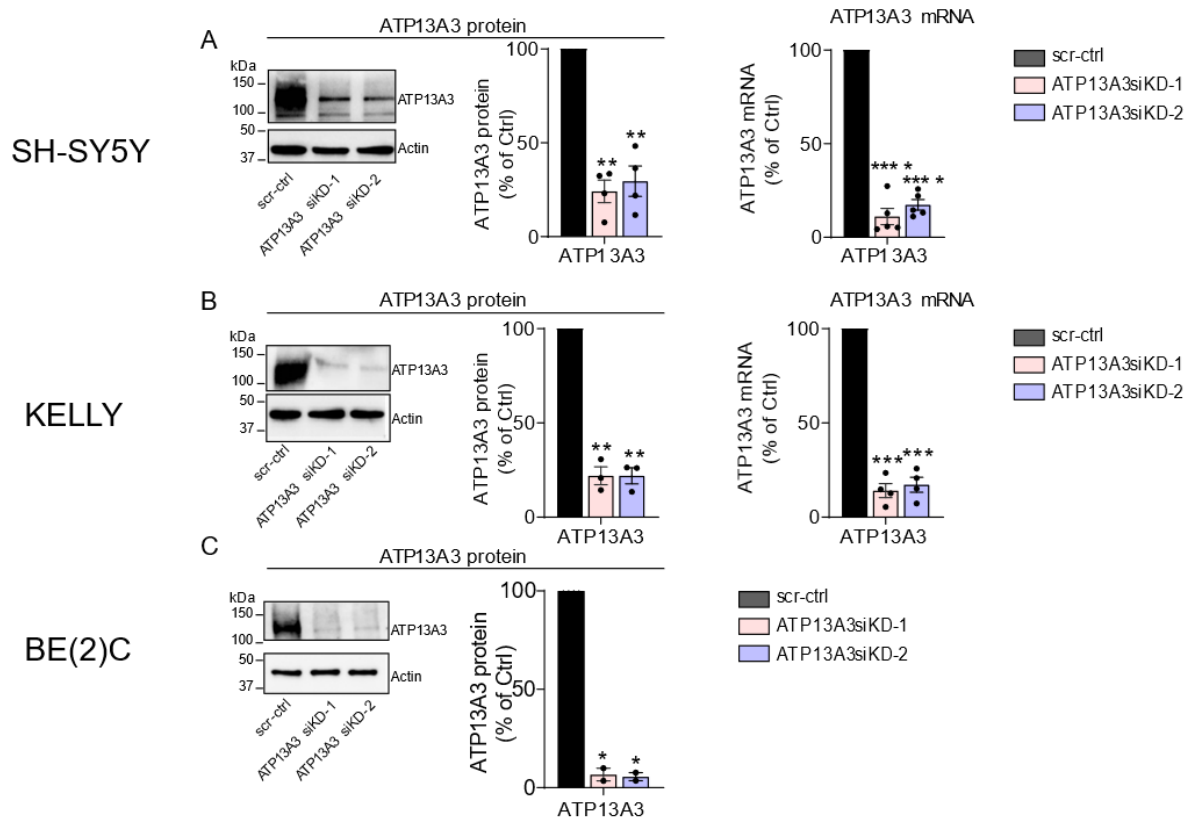 A
ATP13A3 protein
ATP13A3 mRNA
SH-SY5Y
kDa
150
100
50
37
ATP13A3
Actin
scr-ctrl
ATP13A3 siKD-1
ATP13A3 siKD-2
ATP13A3 protein
(% of Ctrl)
100
50
0
**
**
ATP13A3
ATP13A3 mRNA
(% of Ctrl)
100
50
0
*** *
*** *
ATP13A3
scr-ctrl
ATP13A3siKD-1
ATP13A3siKD-2
B
ATP13A3 protein
ATP13A3 mRNA
KELLY
kDa
150
100
50
37
ATP13A3
Actin
scr-ctrl
ATP13A3 siKD-1
ATP13A3 siKD-2
ATP13A3 protein
(% of Ctrl)
100
50
0
**
**
ATP13A3
ATP13A3 mRNA
(% of Ctrl)
100
50
0
***
***
ATP13A3
scr-ctrl
ATP13A3siKD-1
ATP13A3siKD-2
C
ATP13A3 protein
BE(2)C
kDa
150
100
50
37
ATP13A3
Actin
scr-ctrl
ATP13A3 siKD-1
ATP13A3 siKD-2
ATP13A3 protein
(% of Ctrl)
100
50
0
*
*
ATP13A3
scr-ctrl
ATP13A3siKD-1
ATP13A3siKD-2